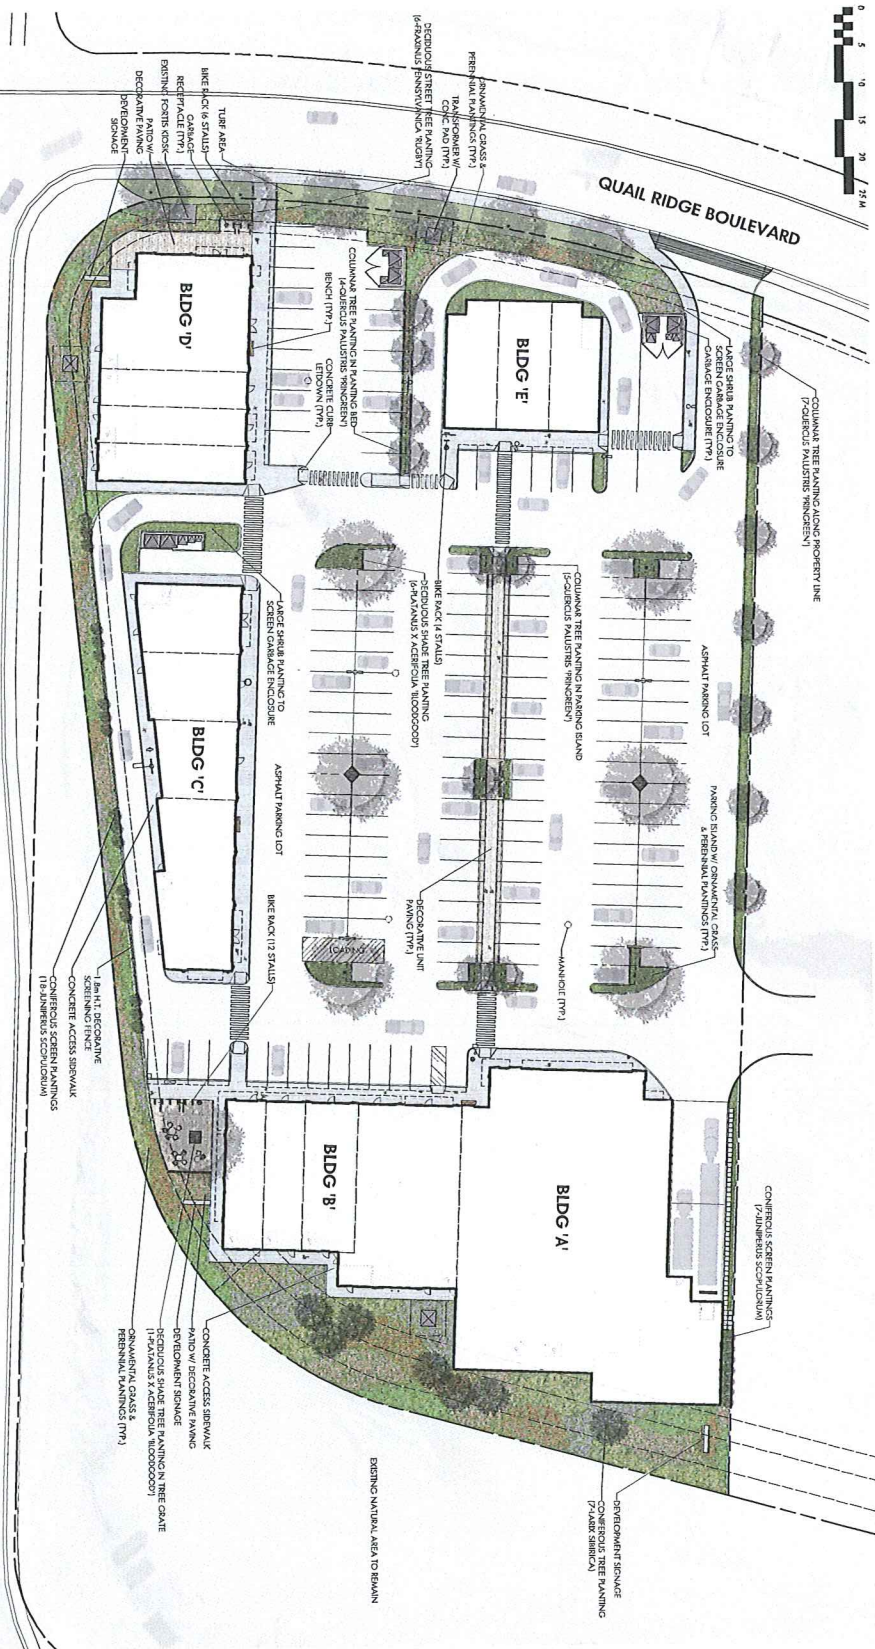 0 5 10 15 20 25 M
QUAIL RIDGE BOULEVARD
ORNAMENTAL GRASS &
PERENNIAL PLANTINGS (TYP.)
TRANSFORMER W/
CONC. PAD (TYP.)
DECIDUOUS STREET TREE PLANTING
(6-FRAXINUS PENNSYLVANICA 'RUGBY')
TURF AREA
BIKE RACK (6 STALLS)
GARBAGE
RECEPTACLE (TYP.)
EXISTING FORTIS KIOSK
PATIO W/
DECORATIVE PAVING
DEVELOPMENT
SIGNAGE
COLUMNAR TREE PLANTING ALONG PROPERTY LINE
(7-QUERCUS PALUSTRIS 'PRINGREEN')
LARGE SHRUB PLANTING TO
SCREEN GARBAGE ENCLOSURE
GARBAGE ENCLOSURE (TYP.)
BLDG 'E'
COLUMNAR TREE PLANTING IN PLANTING BED
(4-QUERCUS PALUSTRIS 'PRINGREEN')
BENCH (TYP.)
CONCRETE CURB
LETDOWN (TYP.)
BLDG 'D'
ASPHALT PARKING LOT
COLUMNAR TREE PLANTING IN PARKING ISLAND
(5-QUERCUS PALUSTRIS 'PRINGREEN')
BIKE RACK (4 STALLS)
DECIDUOUS SHADE TREE PLANTING
(6-PLATANUS X ACERIFOLIA 'BLOODGOOD')
LARGE SHRUB PLANTING TO
SCREEN GARBAGE ENCLOSURE
BLDG 'C'
PARKING ISLAND W/ ORNAMENTAL GRASS
& PERENNIAL PLANTINGS (TYP.)
ASPHALT PARKING LOT
DECORATIVE UNIT
PAVING (TYP.)
MANHOLE (TYP.)
LOADING
BIKE RACK (12 STALLS)
1.8m HT. DECORATIVE
SCREENING FENCE
CONCRETE ACCESS SIDEWALK
CONIFEROUS SCREEN PLANTINGS
(18-JUNIPERUS SCOPULORUM)
BLDG 'A'
BLDG 'B'
CONIFEROUS SCREEN PLANTINGS
(7-JUNIPERUS SCOPULORUM)
CONCRETE ACCESS SIDEWALK
PATIO W/ DECORATIVE PAVING
DEVELOPMENT SIGNAGE
DECIDUOUS SHADE TREE PLANTING IN TREE GRATE
(1-PLATANUS X ACERIFOLIA 'BLOODGOOD')
ORNAMENTAL GRASS &
PERENNIAL PLANTINGS (TYP.)
DEVELOPMENT SIGNAGE
CONIFEROUS TREE PLANTING
(7-LARIX SIBIRICA)
EXISTING NATURAL AREA TO REMAIN